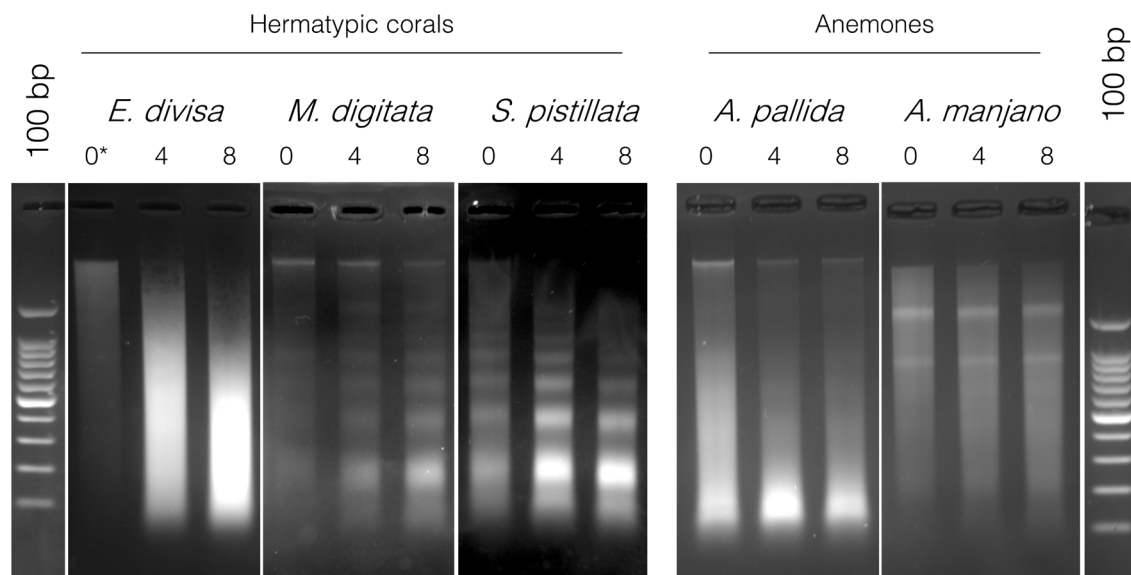 Hermatypic corals
Anemones
100 bp
E. divisa
M. digitata
S. pistillata
A. pallida
A. manjano
100 bp
0* 4 8 0 4 8 0 4 8 0 4 8 0 4 8